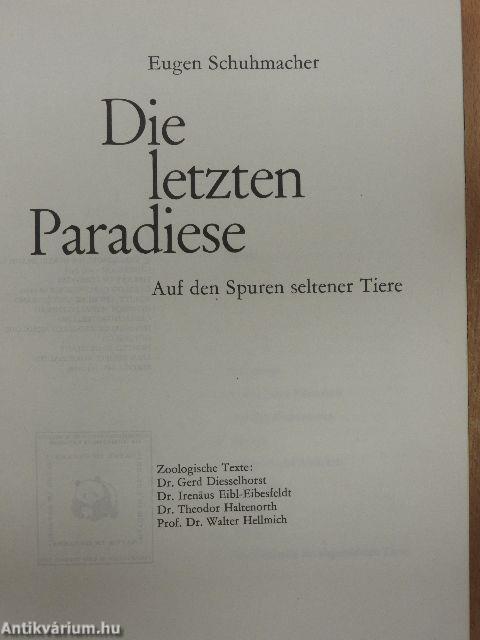 Eugen Schuhmacher
Die
letzten
Paradiese
Auf den Spuren seltener Tiere
Zoologische Texte:
Dr. Gerd Diesselhorst
Dr. Irenäus Eibl-Eibesfeldt
Dr. Theodor Haltenorth
Prof. Dr. Walter Hellmich
Antikvárium.hu